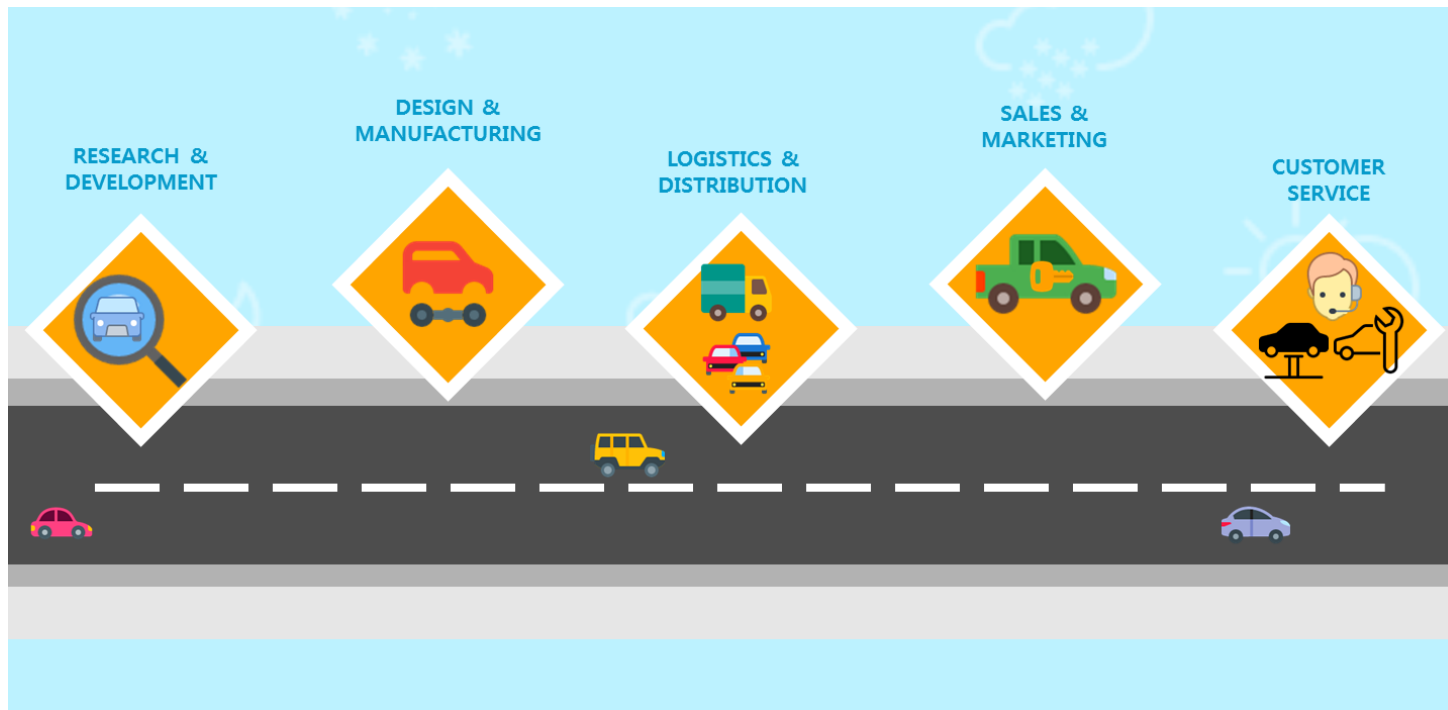 RESEARCH &
DEVELOPMENT
DESIGN &
MANUFACTURING
LOGISTICS &
DISTRIBUTION
SALES &
MARKETING
CUSTOMER
SERVICE